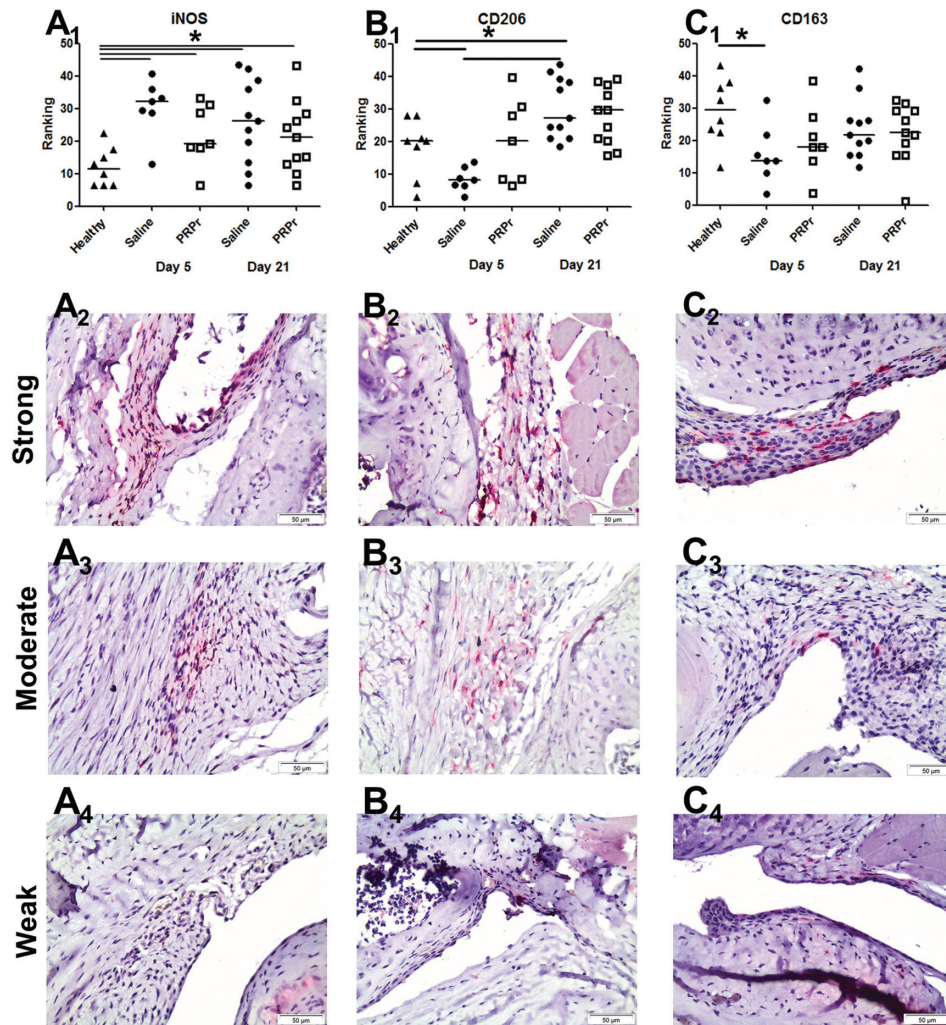 A1
iNOS
*
50
40
30
20
10
0
Ranking
Healthy
Saline
PRPr
Saline
PRPr
Day 5
Day 21
B1
CD206
*
50
40
30
20
10
0
Ranking
Healthy
Saline
PRPr
Saline
PRPr
Day 5
Day 21
C1
CD163
*
50
40
30
20
10
0
Ranking
Healthy
Saline
PRPr
Saline
PRPr
Day 5
Day 21
Strong
A2
50 µm
B2
50 µm
C2
50 µm
Moderate
A3
50 µm
B3
50 µm
C3
50 µm
Weak
A4
50 µm
B4
50 µm
C4
50 µm